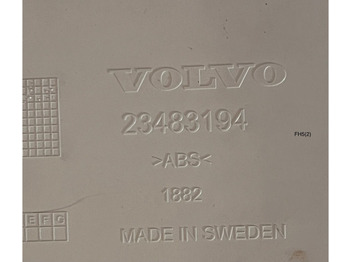 VOLVO
23483194
FH5(2)
>ABS<
1882
E F G
MADE IN SWEDEN